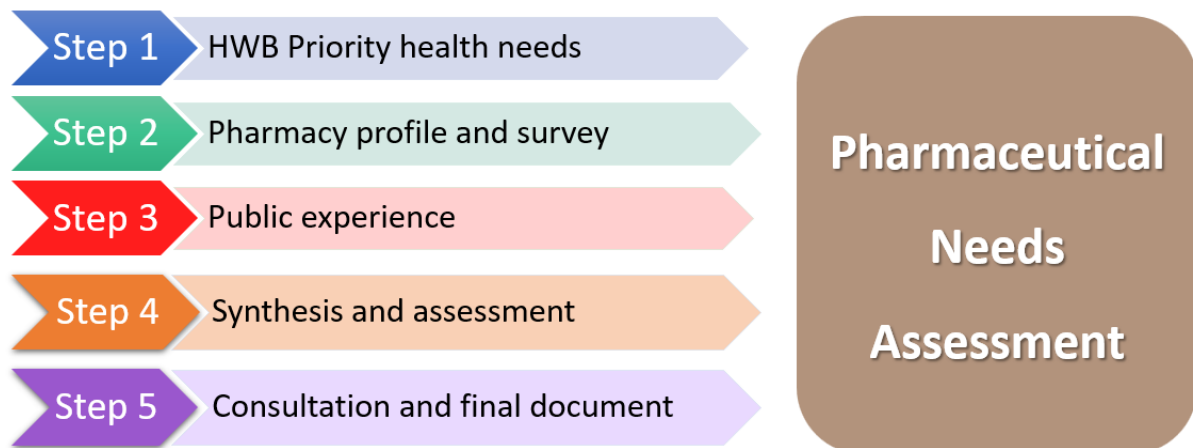 Step 1 HWB Priority health needs
Step 2 Pharmacy profile and survey
Step 3 Public experience
Step 4 Synthesis and assessment
Step 5 Consultation and final document
Pharmaceutical
Needs
Assessment